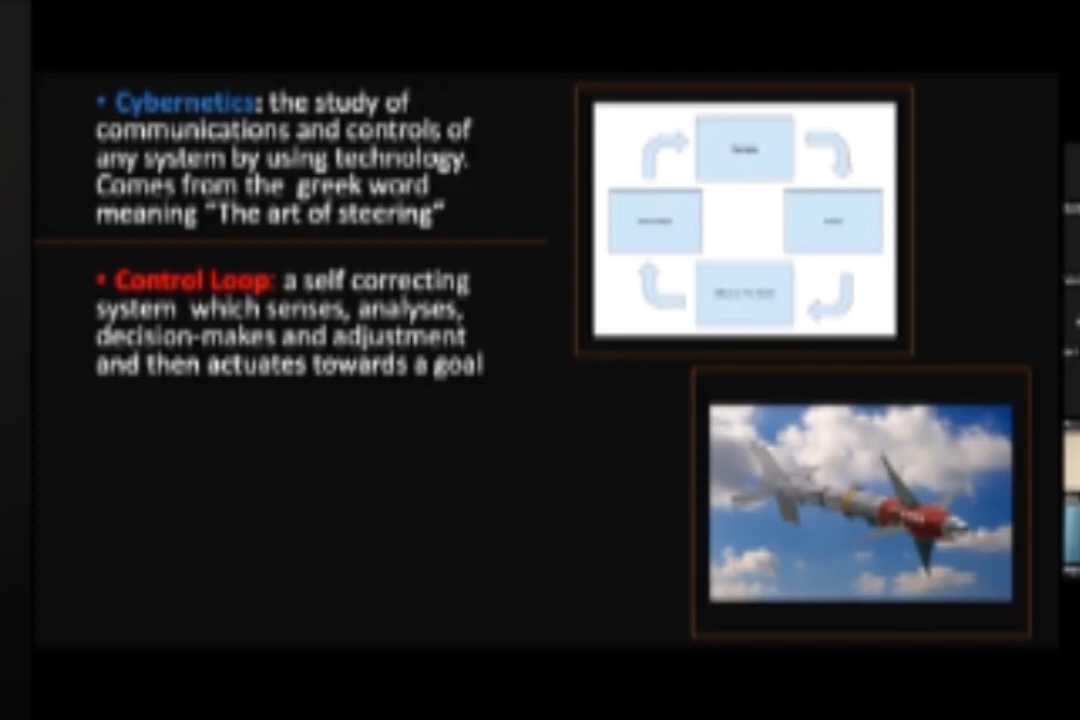 • Cybernetics: the study of
communications and controls of
any system by using technology.
Comes from the greek word
meaning "The art of steering"
• Control Loop: a self correcting
system which senses, analyses,
decision-makes and adjustment
and then actuates towards a goal